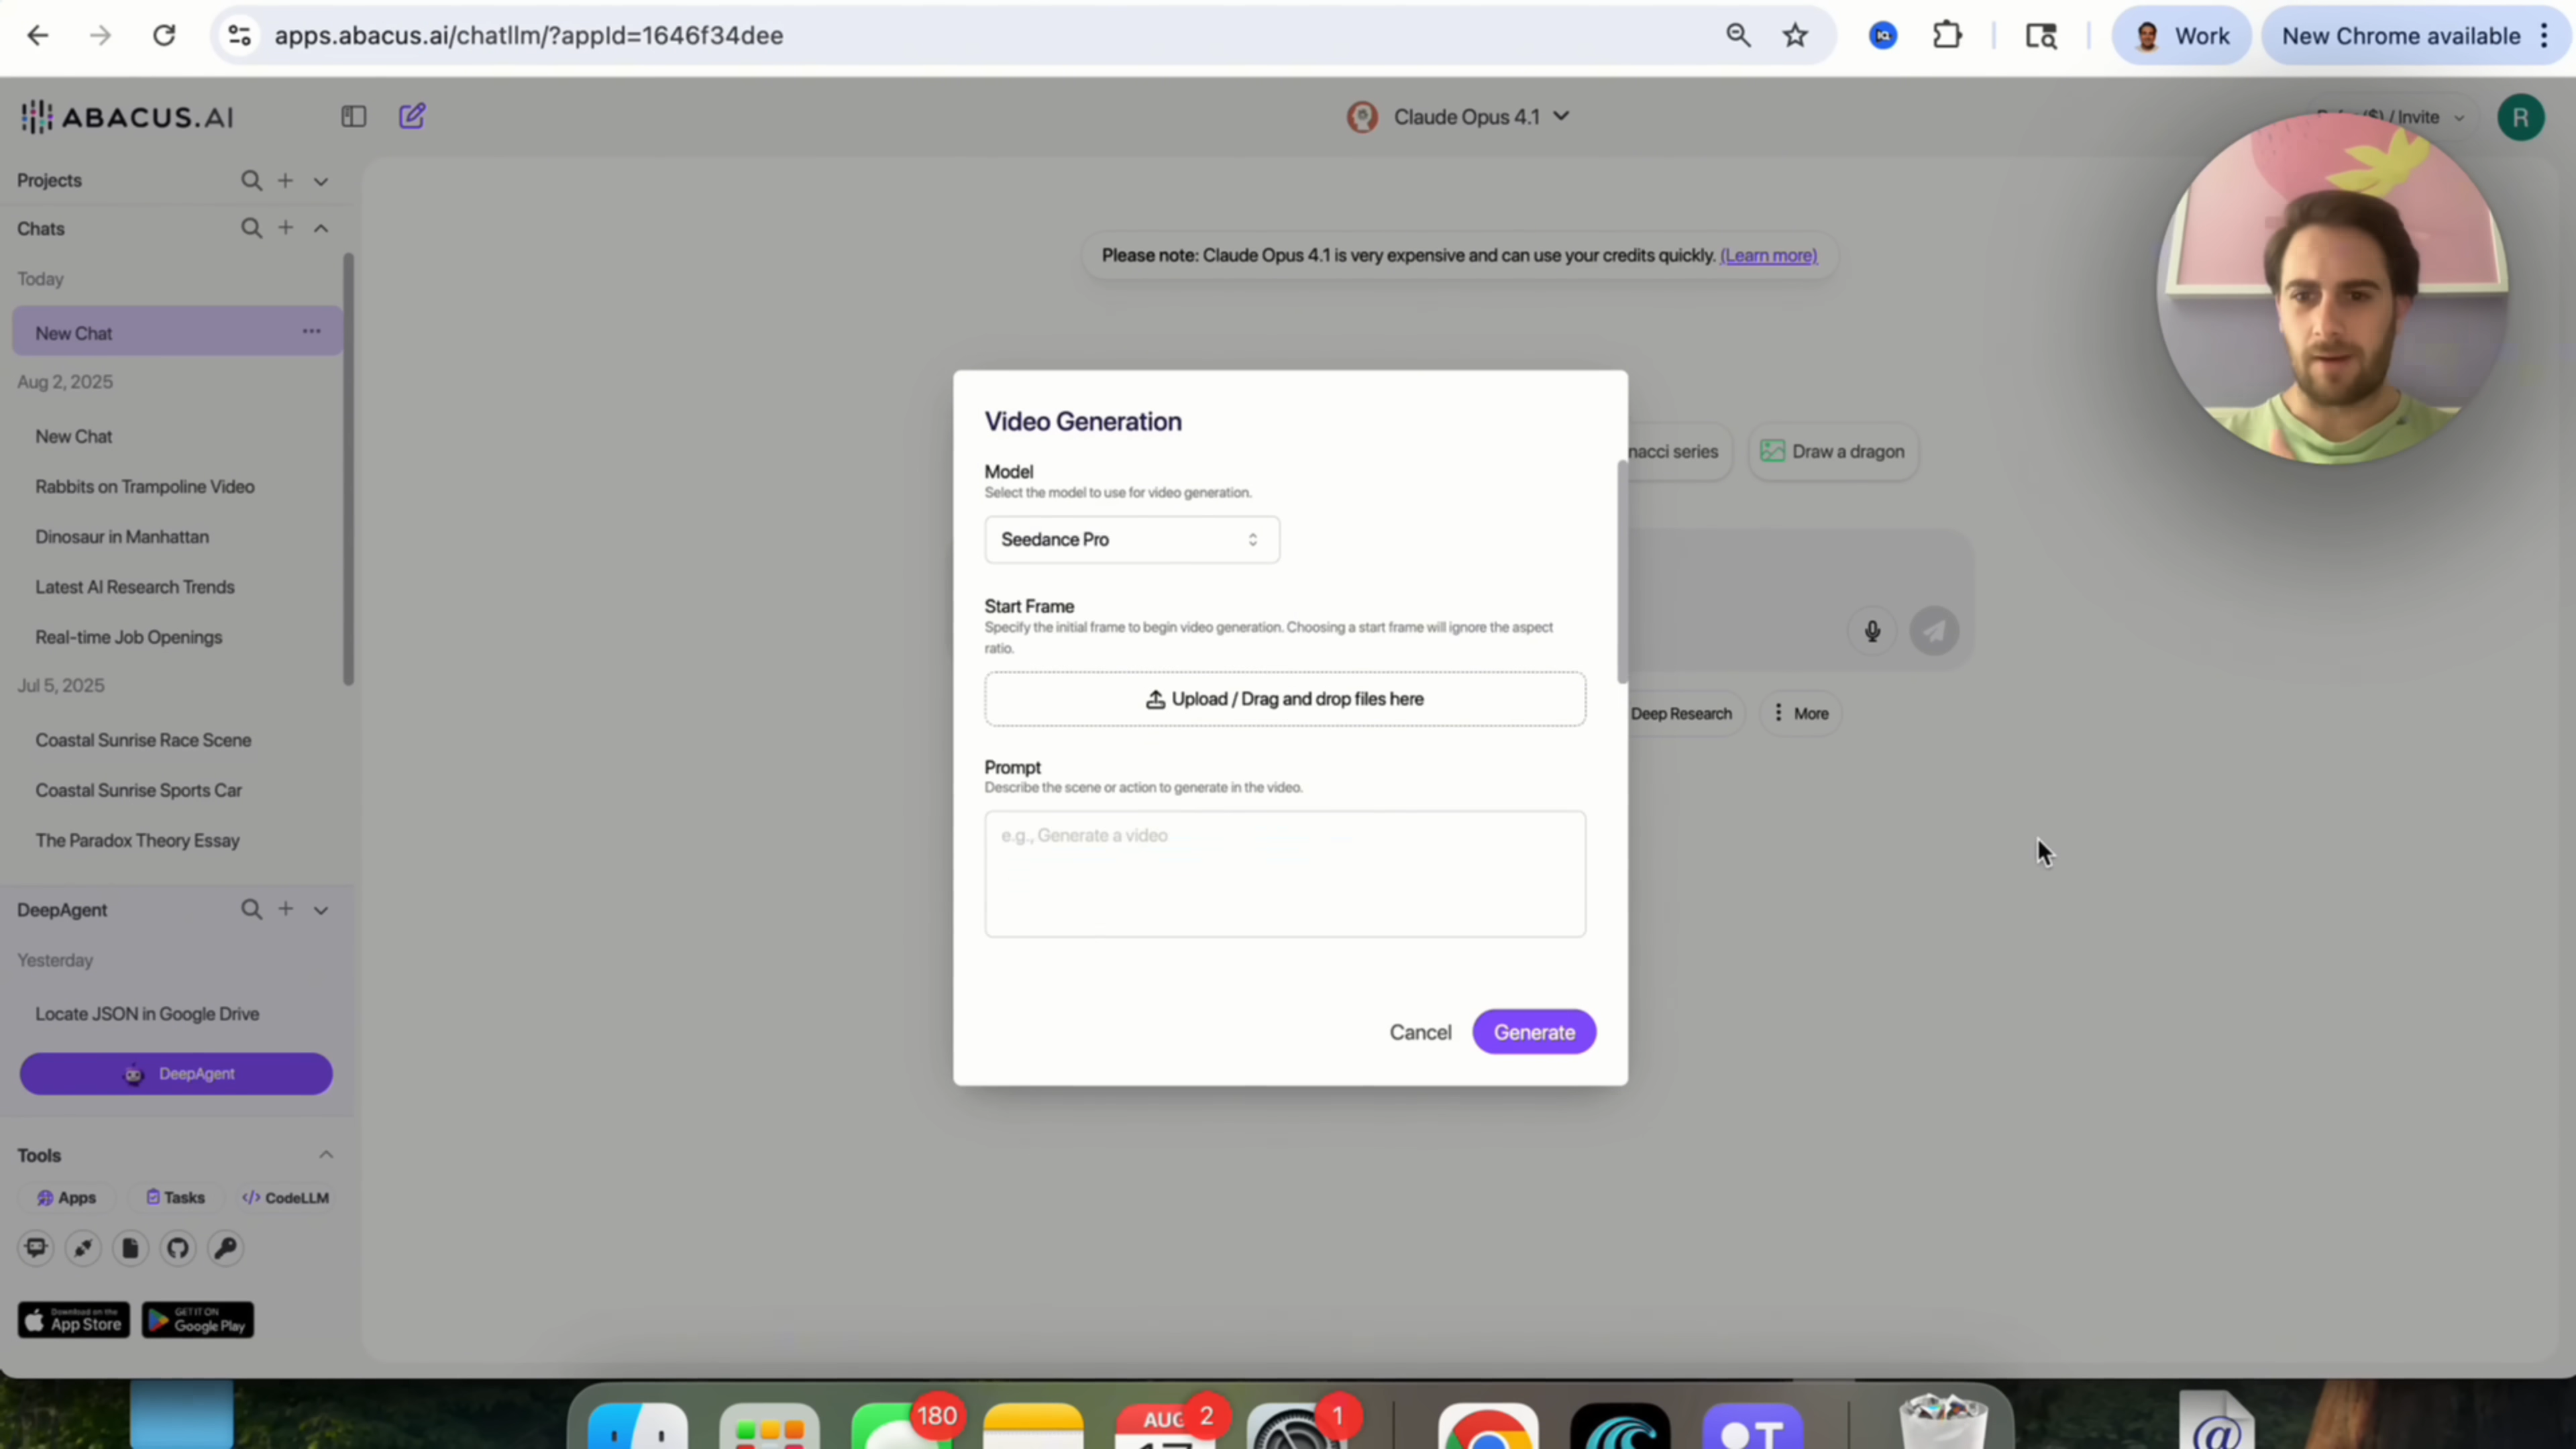 apps.abacus.ai/chatllm/?appId=1646f34dee
Work
New Chrome available
ABACUS.AI
Claude Opus 4.1
/ Invite
R
Projects
Chats
Today
New Chat
Aug 2, 2025
New Chat
Rabbits on Trampoline Video
Dinosaur in Manhattan
Latest AI Research Trends
Real-time Job Openings
Jul 5, 2025
Coastal Sunrise Race Scene
Coastal Sunrise Sports Car
The Paradox Theory Essay
DeepAgent
Yesterday
Locate JSON in Google Drive
DeepAgent
Tools
Apps
Tasks
</> CodeLLM
Download on the
App Store
GET IT ON
Google Play
Please note: Claude Opus 4.1 is very expensive and can use your credits quickly. (Learn more)
nacci series
Draw a dragon
Deep Research
More
Video Generation
Model
Select the model to use for video generation.
Seedance Pro
Start Frame
Specify the initial frame to begin video generation. Choosing a start frame will ignore the aspect
ratio.
Upload / Drag and drop files here
Prompt
Describe the scene or action to generate in the video.
e.g., Generate a video
Cancel
Generate
180
AUG
2
1
T
@